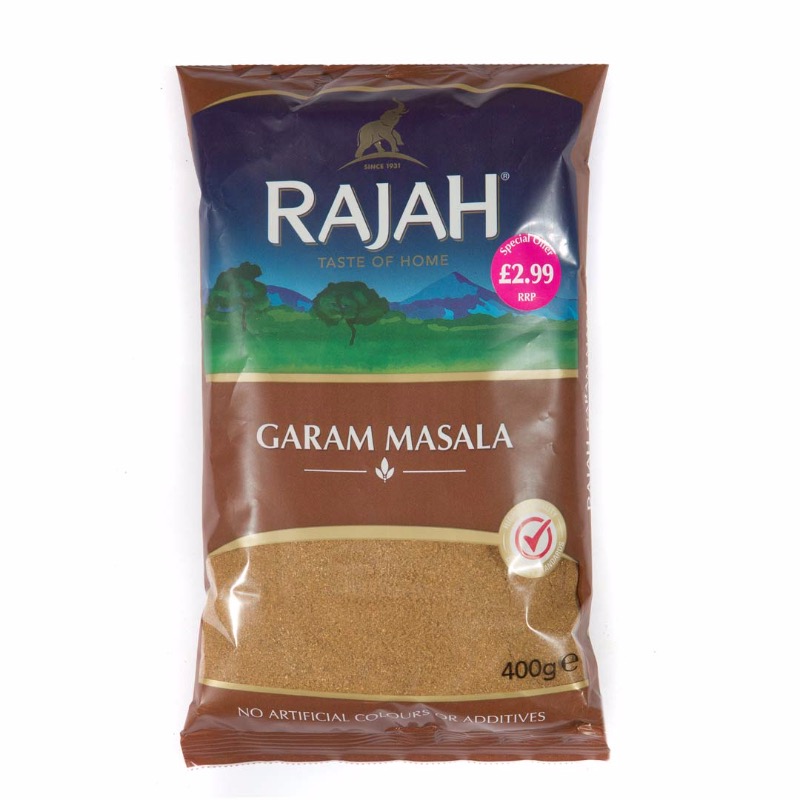 SINCE 1931
RAJAH®
TASTE OF HOME
Special Offer
£2.99
RRP
GARAM MASALA
400g e
NO ARTIFICIAL COLOURS OR ADDITIVES